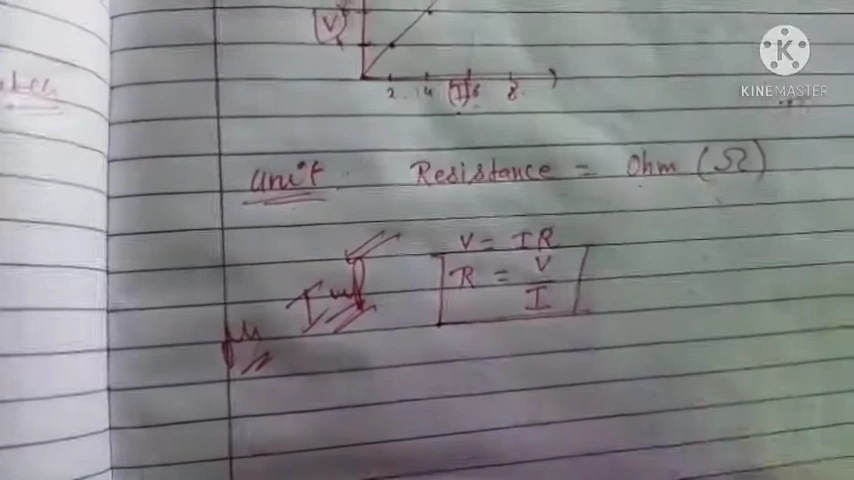 (V)
2 4 (I) 6 8
K
KINEMASTER
unit Resistance = Ohm (Ω)
V = IR
R = V
I